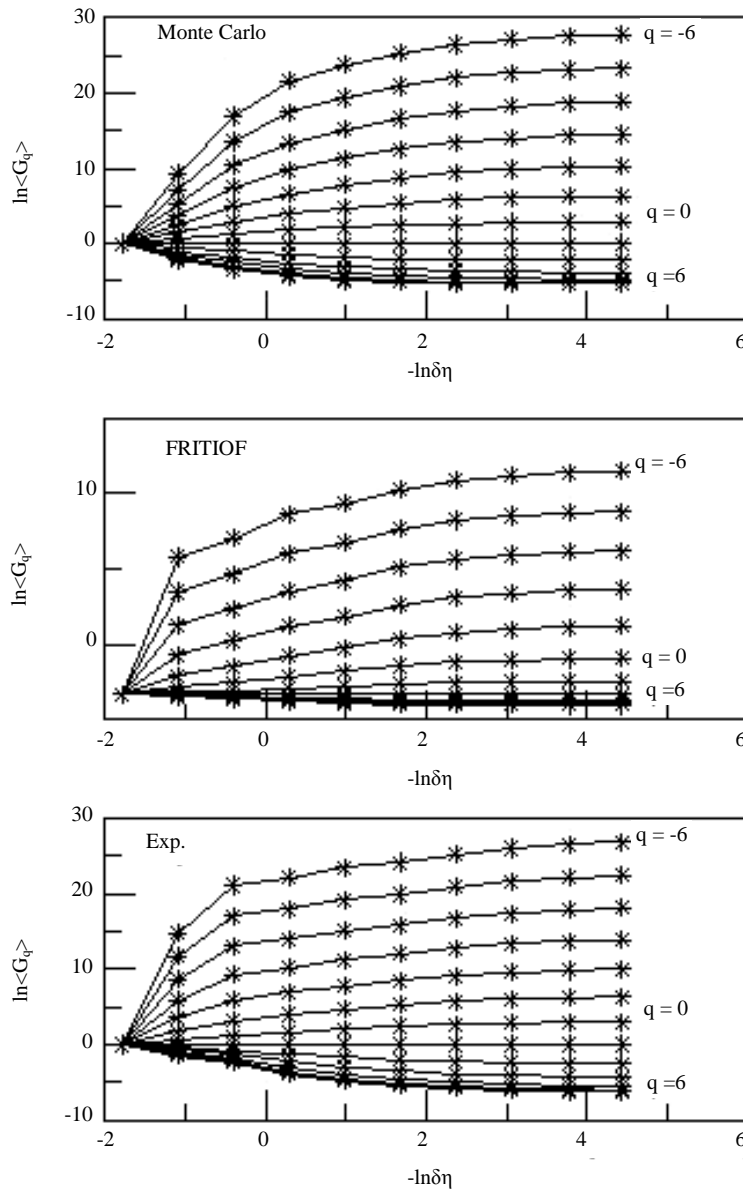 30
Monte Carlo
q = -6
20
ln<G_q>
10
q = 0
0
q =6
-10
-2
0
2
4
6
-lnδη
FRITIOF
q = -6
10
ln<G_q>
0
q = 0
q =6
-2
0
2
4
6
-lnδη
30
Exp.
q = -6
20
ln<G_q>
10
q = 0
0
q =6
-10
-2
0
2
4
6
-lnδη